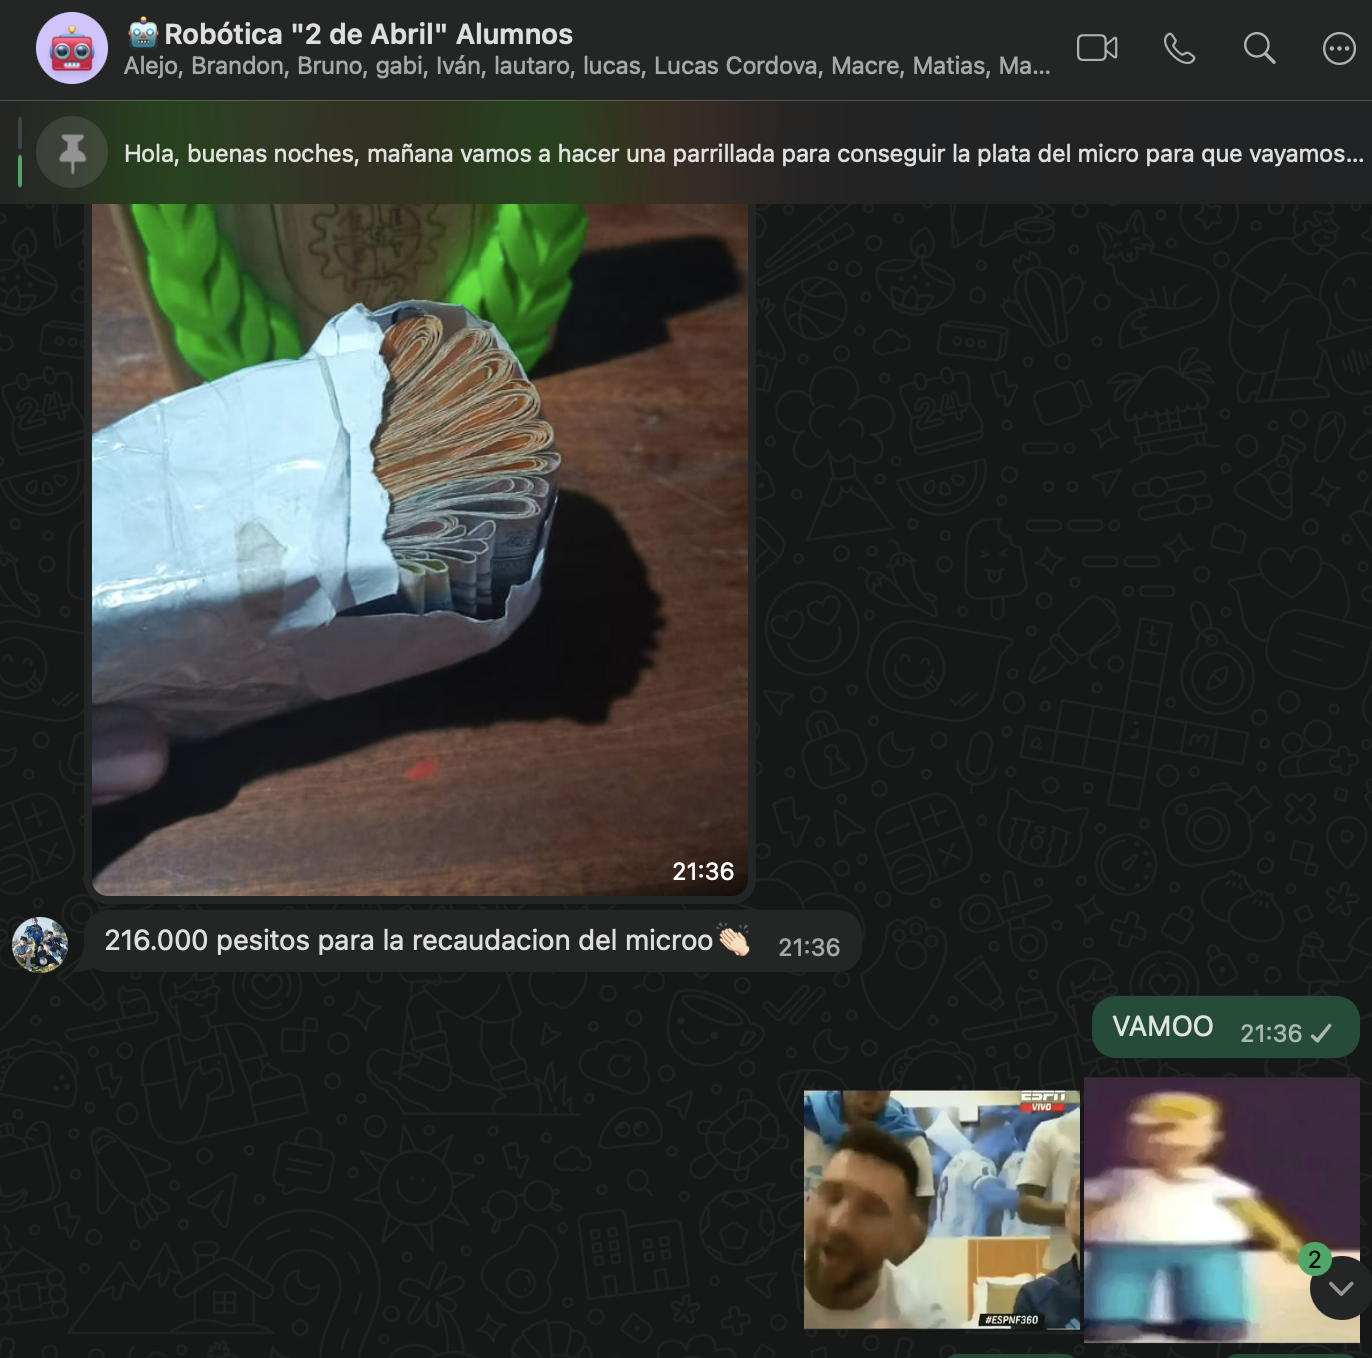 🤖Robótica "2 de Abril" Alumnos
Alejo, Brandon, Bruno, gabi, Iván, lautaro, lucas, Lucas Cordova, Macre, Matias, Ma...
Hola, buenas noches, mañana vamos a hacer una parrillada para conseguir la plata del micro para que vayamos...
21:36
216.000 pesitos para la recaudacion del microo👏🏻 21:36
VAMOO 21:36
ESPN
VIVO
#ESPNF360
2